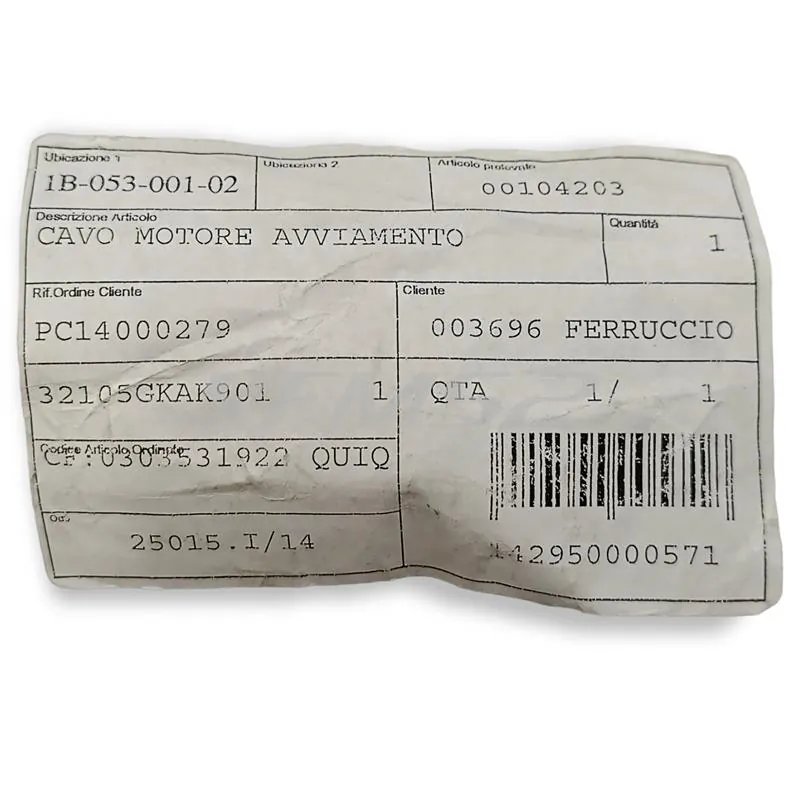 Ubicazione 1
Ubicazione 2
Articolo prelevato
1B-053-001-02
00104203
Descrizione Articolo
Quantità
CAVO MOTORE AVVIAMENTO
1
Rif.Ordine Cliente
Cliente
PC14000279
003696 FERRUCCIO
32105GKAK901 1
QTA 1/ 1
Codice Articolo Ordinato
QUIQ
25015.I/14
42950000571